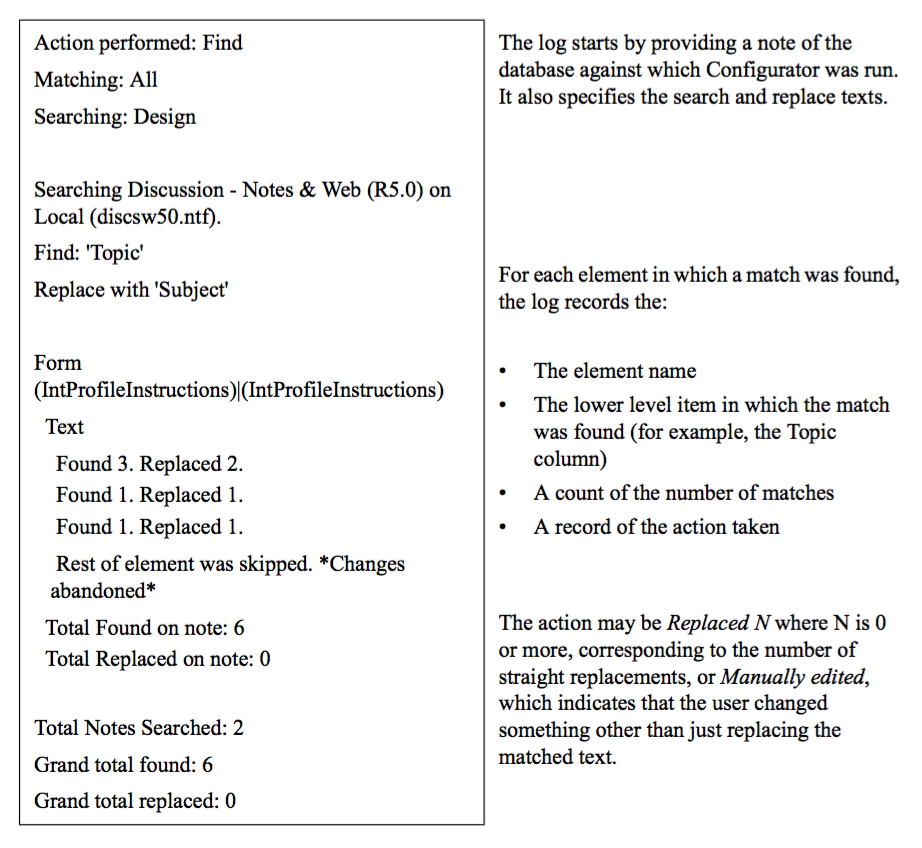 Action performed: Find
Matching: All
Searching: Design
Searching Discussion - Notes & Web (R5.0) on
Local (discsw50.ntf).
Find: 'Topic'
Replace with 'Subject'
Form
(IntProfileInstructions)|(IntProfileInstructions)
Text
Found 3. Replaced 2.
Found 1. Replaced 1.
Found 1. Replaced 1.
Rest of element was skipped. *Changes
abandoned*
Total Found on note: 6
Total Replaced on note: 0
Total Notes Searched: 2
Grand total found: 6
Grand total replaced: 0
The log starts by providing a note of the
database against which Configurator was run.
It also specifies the search and replace texts.
For each element in which a match was found,
the log records the:
• The element name
• The lower level item in which the match
was found (for example, the Topic
column)
• A count of the number of matches
• A record of the action taken
The action may be Replaced N where N is 0
or more, corresponding to the number of
straight replacements, or Manually edited,
which indicates that the user changed
something other than just replacing the
matched text.